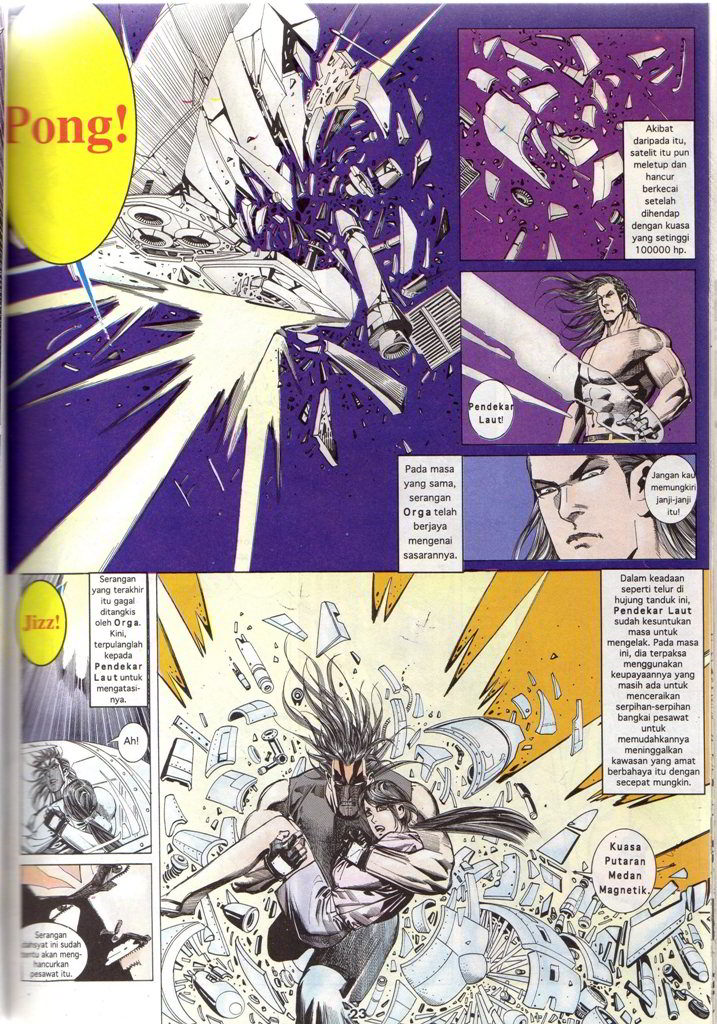 Pong!
Akibat
daripada itu,
satelit itu pun
meletup dan
hancur
berkecai
setelah
dihendap
dengan kuasa
yang setinggi
100000 hp.
Pendekar
Laut!
Pada masa
yang sama,
serangan
Orga telah
berjaya
mengenai
sasarannya.
Jangan kau
memungkiri
janji-janji
itu!
Jizz!
Serangan
yang terakhir
itu gagal
ditangkis
oleh Orga.
Kini,
terpulanglah
kepada
Pendekar
Laut untuk
mengatasi-
nya.
Ah!
Serangan
dahsyat ini sudah
tentu akan meng-
hancurkan
pesawat itu.
Dalam keadaan
seperti telur di
hujung tanduk ini,
Pendekar Laut
sudah kesuntukan
masa untuk
mengelak. Pada masa
ini, dia terpaksa
menggunakan
keupayaannya yang
masih ada untuk
menceraikan
serpihan-serpihan
bangkai pesawat
untuk
memudahkannya
meninggalkan
kawasan yang amat
berbahaya itu dengan
secepat mungkin.
Kuasa
Putaran
Medan
Magnetik.
23